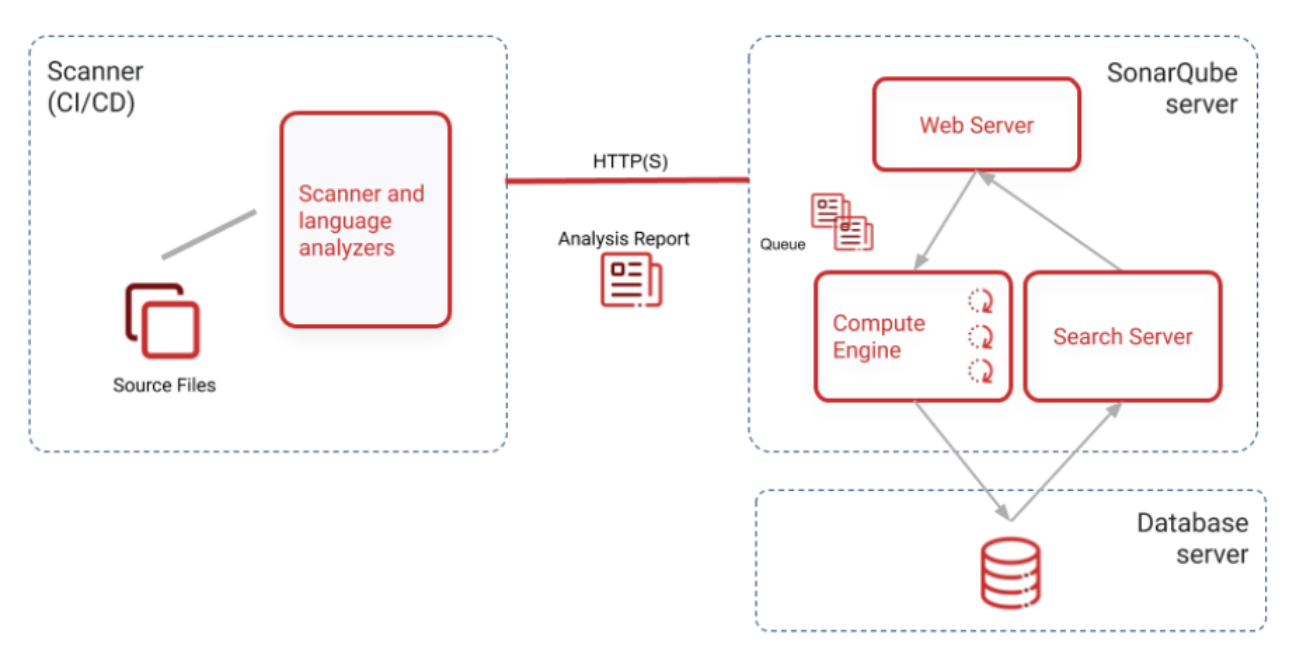 Scanner
(CI/CD)
Scanner and
language
analyzers
Source Files
HTTP(S)
Analysis Report
SonarQube
server
Web Server
Queue
Compute
Engine
Search Server
Database
server